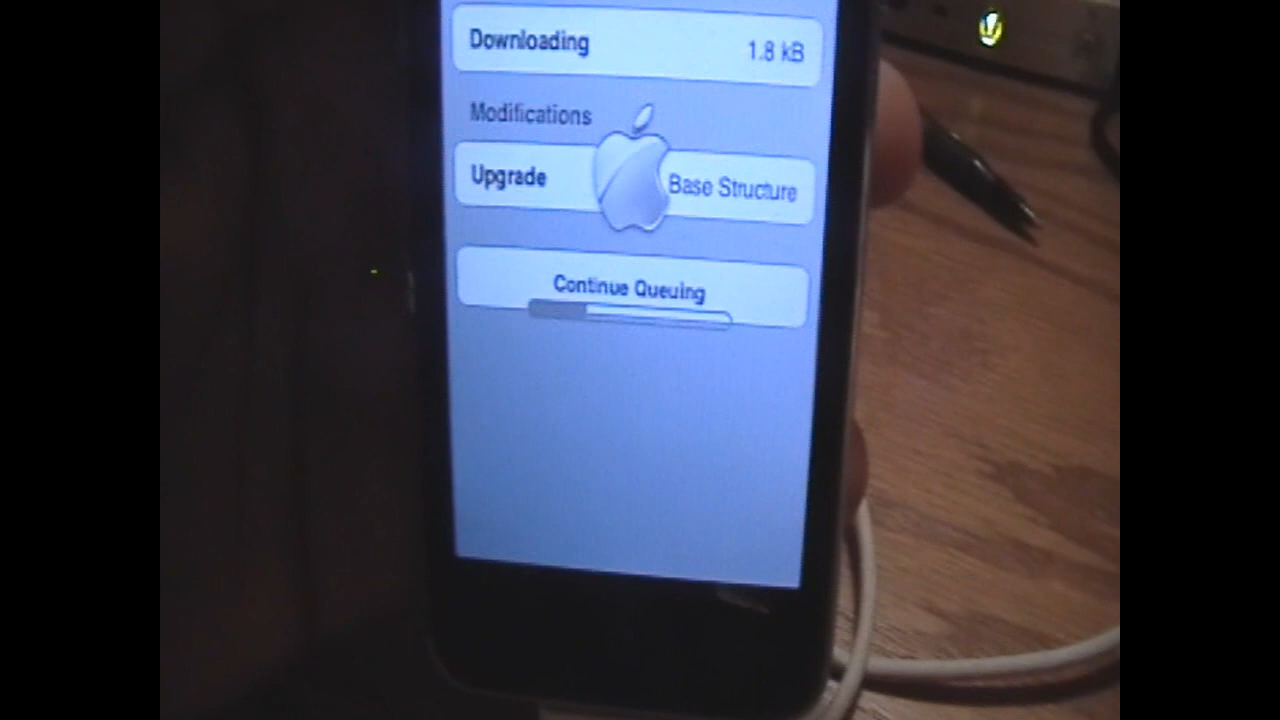 Downloading 1.8 kB
Modifications
Upgrade Base Structure
Continue Queuing